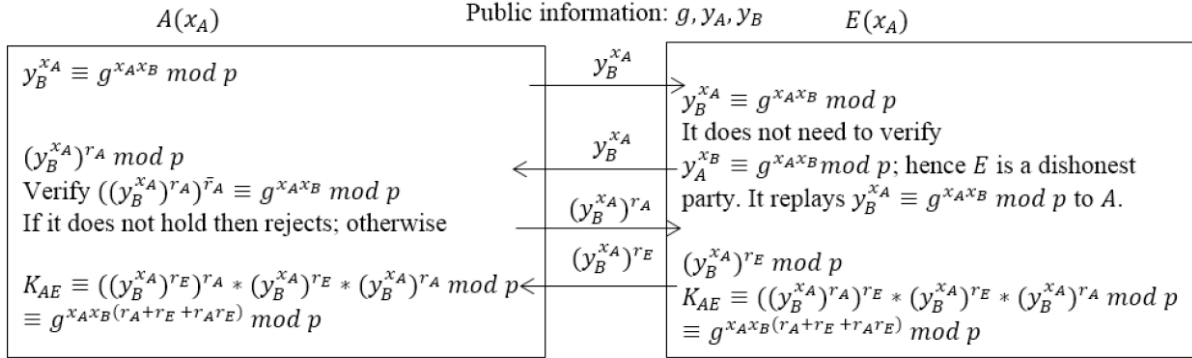 Public information: g, y_A, y_B
A(x_A)
E(x_A)
y_B^{x_A} ≡ g^{x_A x_B} mod p
(y_B^{x_A})^{r_A} mod p
Verify ((y_B^{x_A})^{r_A})^{r̄_A} ≡ g^{x_A x_B} mod p
If it does not hold then rejects; otherwise
K_{AE} ≡ ((y_B^{x_A})^{r_E})^{r_A} * (y_B^{x_A})^{r_E} * (y_B^{x_A})^{r_A} mod p
≡ g^{x_A x_B(r_A+r_E+r_A r_E)} mod p
y_B^{x_A}
y_B^{x_A}
(y_B^{x_A})^{r_A}
(y_B^{x_A})^{r_E}
y_B^{x_A} ≡ g^{x_A x_B} mod p
It does not need to verify
y_A^{x_B} ≡ g^{x_A x_B} mod p; hence E is a dishonest
party. It replays y_B^{x_A} ≡ g^{x_A x_B} mod p to A.
(y_B^{x_A})^{r_E} mod p
K_{AE} ≡ ((y_B^{x_A})^{r_A})^{r_E} * (y_B^{x_A})^{r_E} * (y_B^{x_A})^{r_A} mod p
≡ g^{x_A x_B(r_A+r_E+r_A r_E)} mod p